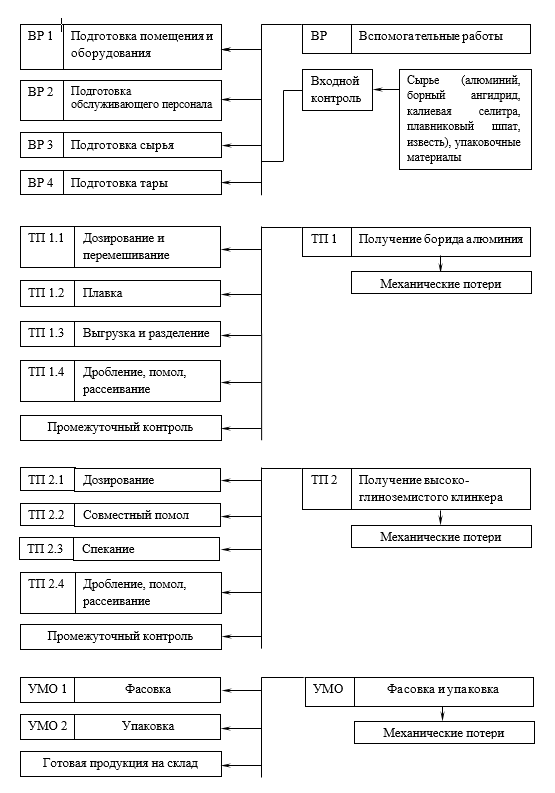 ВР 1 Подготовка помещения и
оборудования
ВР Вспомогательные работы
ВР 2 Подготовка
обслуживающего персонала
Входной
контроль
Сырье (алюминий,
борный ангидрид,
калиевая селитра,
плавниковый шпат,
известь), упаковочные
материалы
ВР 3 Подготовка сырья
ВР 4 Подготовка тары
ТП 1.1 Дозирование и
перемешивание
ТП 1 Получение борида алюминия
Механические потери
ТП 1.2 Плавка
ТП 1.3 Выгрузка и разделение
ТП 1.4 Дробление, помол,
рассеивание
Промежуточный контроль
ТП 2.1 Дозирование
ТП 2 Получение высоко-
глиноземистого клинкера
ТП 2.2 Совместный помол
Механические потери
ТП 2.3 Спекание
ТП 2.4 Дробление, помол,
рассеивание
Промежуточный контроль
УМО 1 Фасовка
УМО Фасовка и упаковка
УМО 2 Упаковка
Механические потери
Готовая продукция на склад